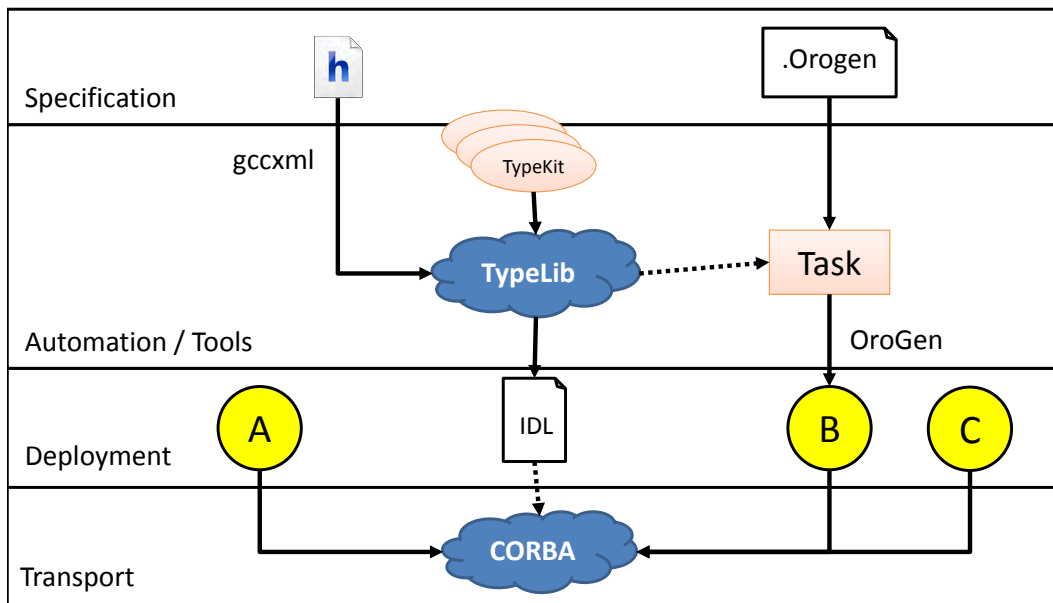 h
.Orogen
Specification
gccxml
TypeKit
TypeLib
Task
Automation / Tools
OroGen
A
IDL
B
C
Deployment
CORBA
Transport